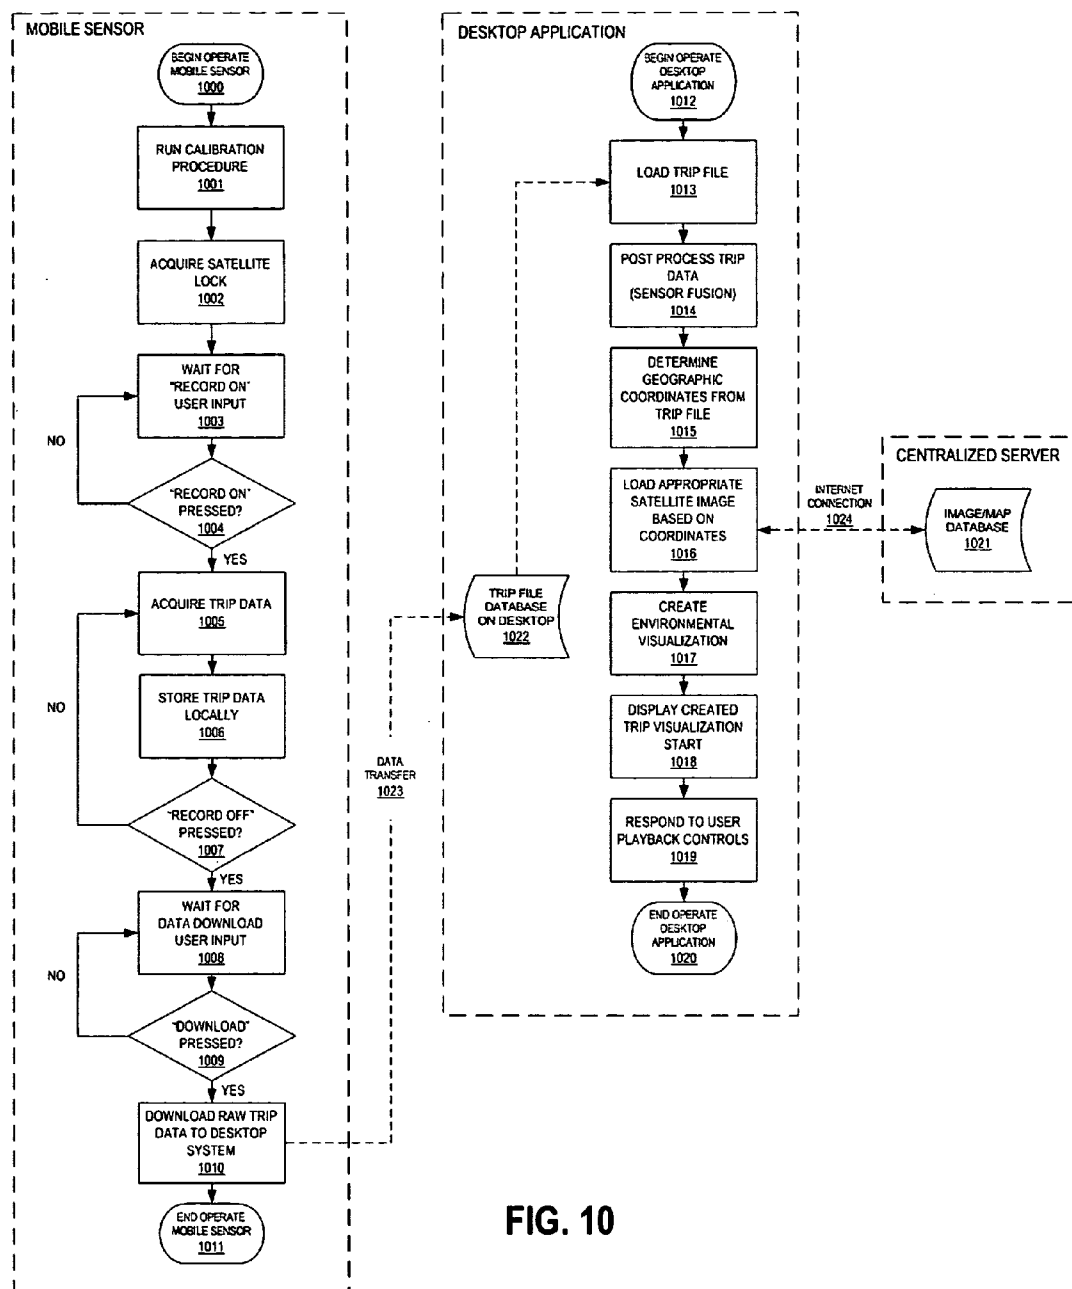 MOBILE SENSOR
BEGIN OPERATE
MOBILE SENSOR
1000
RUN CALIBRATION
PROCEDURE
1001
ACQUIRE SATELLITE
LOCK
1002
WAIT FOR
"RECORD ON"
USER INPUT
1003
NO
"RECORD ON"
PRESSED?
1004
YES
ACQUIRE TRIP DATA
1005
STORE TRIP DATA
LOCALLY
1006
NO
"RECORD OFF"
PRESSED?
1007
YES
WAIT FOR
DATA DOWNLOAD
USER INPUT
1008
NO
"DOWNLOAD"
PRESSED?
1009
YES
DOWNLOAD RAW TRIP
DATA TO DESKTOP
SYSTEM
1010
END OPERATE
MOBILE SENSOR
1011
DATA
TRANSFER
1023
DESKTOP APPLICATION
BEGIN OPERATE
DESKTOP
APPLICATION
1012
LOAD TRIP FILE
1013
POST PROCESS TRIP
DATA
(SENSOR FUSION)
1014
DETERMINE
GEOGRAPHIC
COORDINATES FROM
TRIP FILE
1015
LOAD APPROPRIATE
SATELLITE IMAGE
BASED ON
COORDINATES
1016
TRIP FILE
DATABASE
ON DESKTOP
1022
CREATE
ENVIRONMENTAL
VISUALIZATION
1017
DISPLAY CREATED
TRIP VISUALIZATION
START
1018
RESPOND TO USER
PLAYBACK CONTROLS
1019
END OPERATE
DESKTOP
APPLICATION
1020
INTERNET
CONNECTION
1024
CENTRALIZED SERVER
IMAGE/MAP
DATABASE
1021
FIG. 10